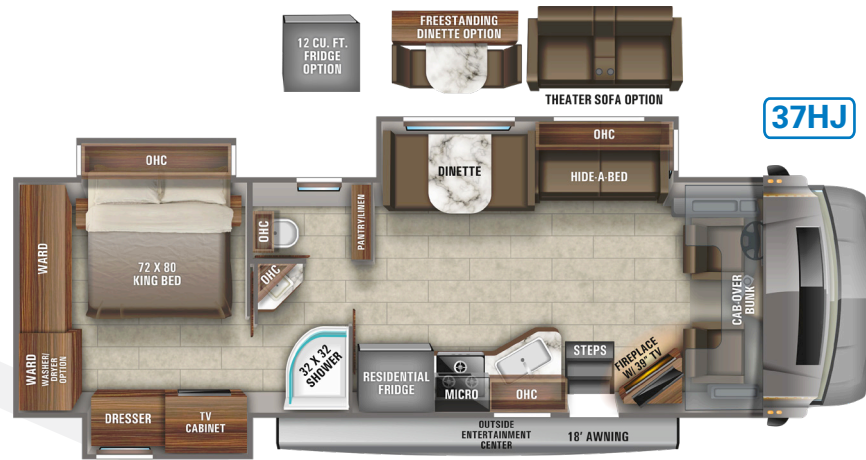 12 CU. FT.
FRIDGE
OPTION
FREESTANDING
DINETTE OPTION
THEATER SOFA OPTION
37HJ
OHC
DINETTE
OHC
HIDE-A-BED
WARD
72 X 80
KING BED
OHC
PANTRY/LINEN
OHC
CAB-OVER
BUNK
WARD
WASHER/
DRYER
OPTION
32 X 32
SHOWER
RESIDENTIAL
FRIDGE
MICRO
OHC
STEPS
FIREPLACE
W/ 39" TV
DRESSER
TV
CABINET
OUTSIDE
ENTERTAINMENT
CENTER
18' AWNING